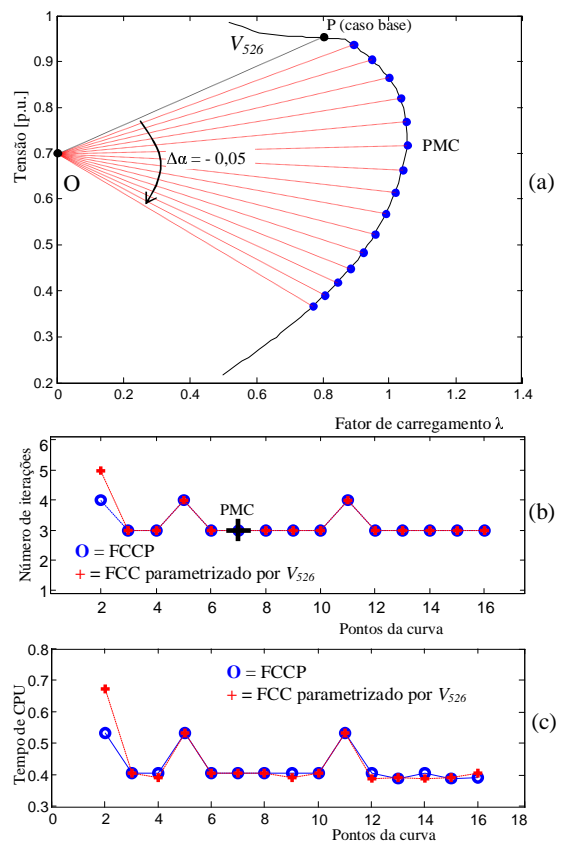 1
0.9
0.8
0.7
0.6
0.5
0.4
0.3
0.2
Tensão [p.u.]
P (caso base)
V526
PMC
Δα = - 0,05
O
(a)
0 0.2 0.4 0.6 0.8 1 1.2 1.4
Fator de carregamento λ
6
5
4
3
2
1
Número de iterações
PMC
(b)
O = FCCP
+ = FCC parametrizado por V526
2 4 6 8 10 12 14 16
Pontos da curva
0.8
0.7
0.6
0.5
0.4
0.3
Tempo de CPU
O = FCCP
+ = FCC parametrizado por V526
(c)
0 2 4 6 8 10 12 14 16 18
Pontos da curva